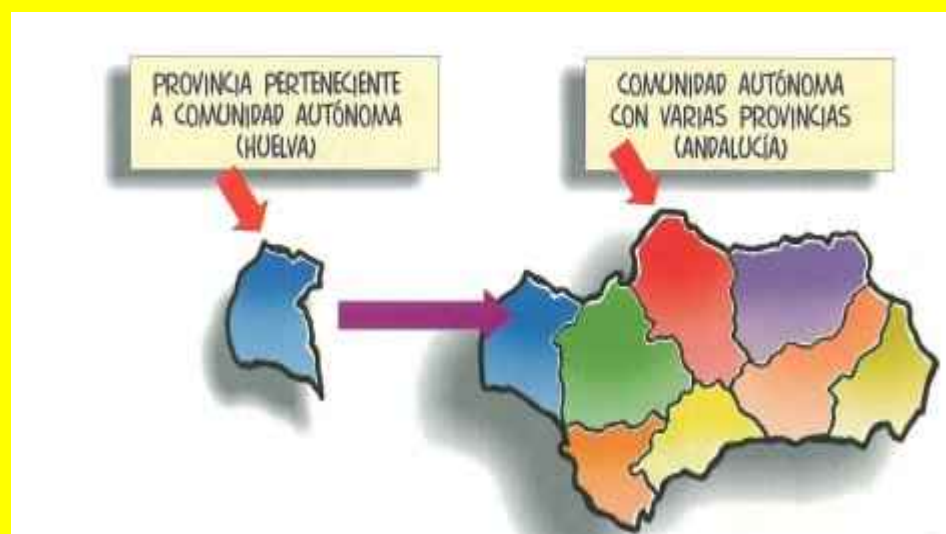 PROVINCIA PERTENECIENTE
A COMUNIDAD AUTÓNOMA
(HUELVA)
COMUNIDAD AUTÓNOMA
CON VARIAS PROVINCIAS
(ANDALUCÍA)